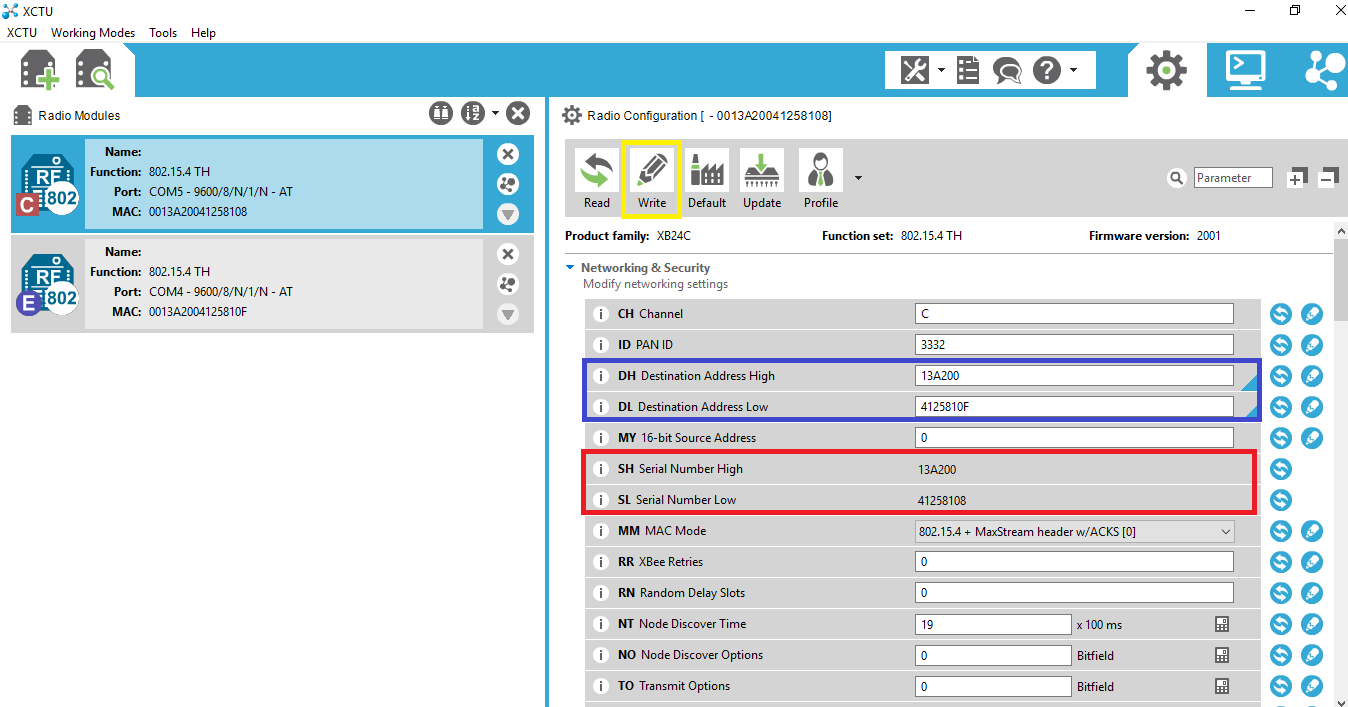 XCTU
XCTU Working Modes Tools Help
Radio Modules
RF
C 802
Name:
Function: 802.15.4 TH
Port: COM5 - 9600/8/N/1/N - AT
MAC: 0013A20041258108
RF
E 802
Name:
Function: 802.15.4 TH
Port: COM4 - 9600/8/N/1/N - AT
MAC: 0013A2004125810F
Radio Configuration [ - 0013A20041258108]
Read Write Default Update Profile Parameter
Product family: XB24C Function set: 802.15.4 TH Firmware version: 2001
Networking & Security
Modify networking settings
i CH Channel C
i ID PAN ID 3332
i DH Destination Address High 13A200
i DL Destination Address Low 4125810F
i MY 16-bit Source Address 0
i SH Serial Number High 13A200
i SL Serial Number Low 41258108
i MM MAC Mode 802.15.4 + MaxStream header w/ACKS [0]
i RR XBee Retries 0
i RN Random Delay Slots 0
i NT Node Discover Time 19 x 100 ms
i NO Node Discover Options 0 Bitfield
i TO Transmit Options 0 Bitfield